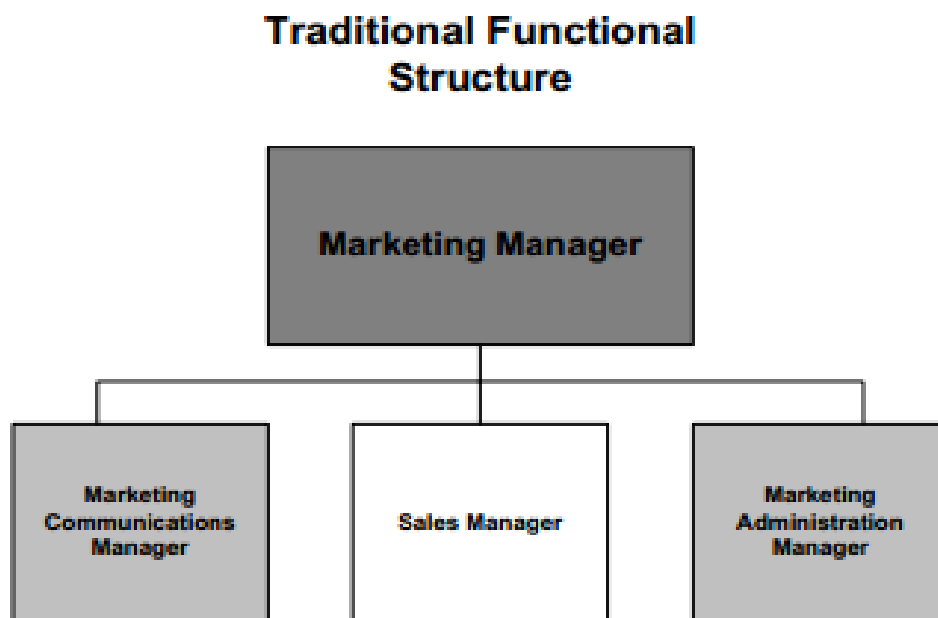 Traditional Functional
Structure
Marketing Manager
Marketing
Communications
Manager
Sales Manager
Marketing
Administration
Manager